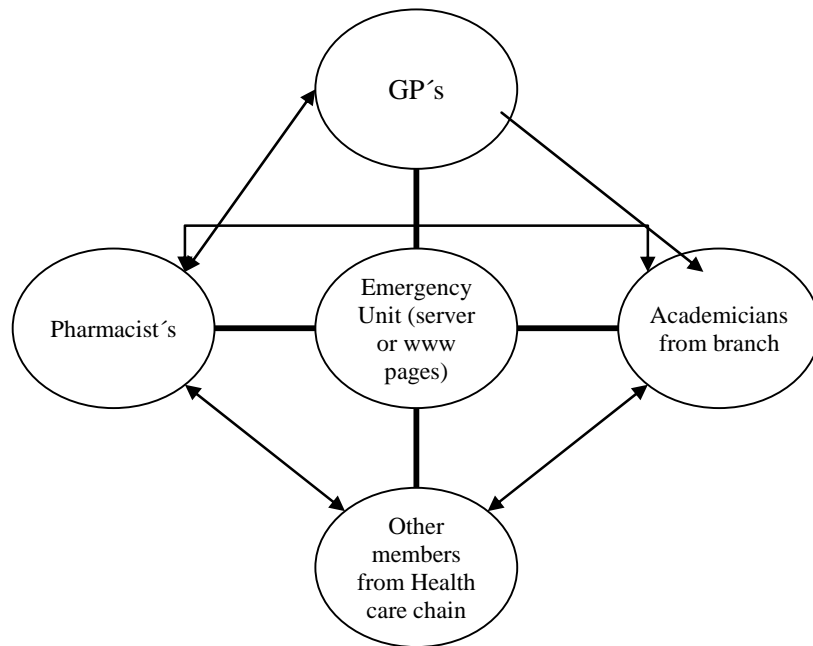 GP´s
Pharmacist´s
Emergency
Unit (server
or www
pages)
Academicians
from branch
Other
members
from Health
care chain